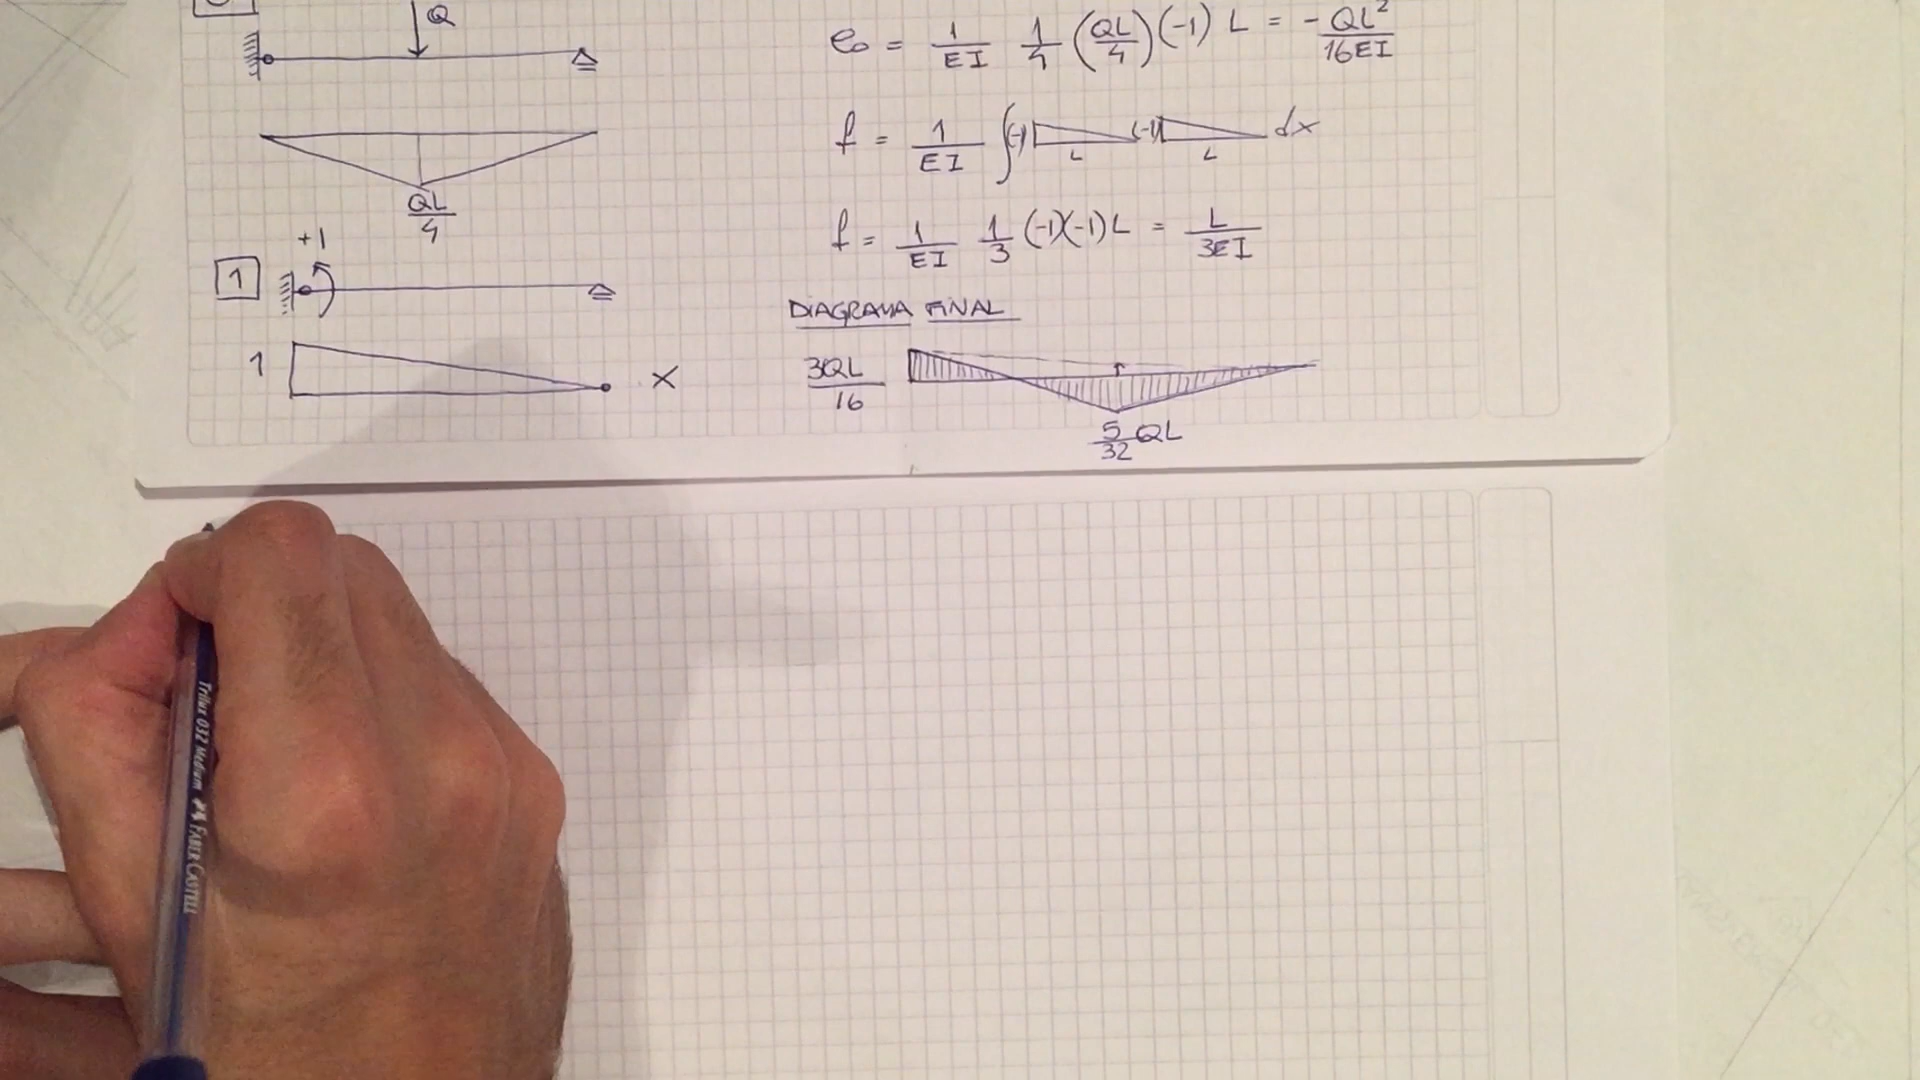 Q
QL/4
+1
1
1 X
e₀ = 1/EI 1/4 (QL/4)(-1) L = -QL²/16EI
f = 1/EI ∫(-1) L (-1) L dx
f = 1/EI 1/3 (-1)(-1)L = L/3EI
DIAGRAMA FINAL
3QL/16
5/32 QL
Trilux 032 Medium FABER CASTELL